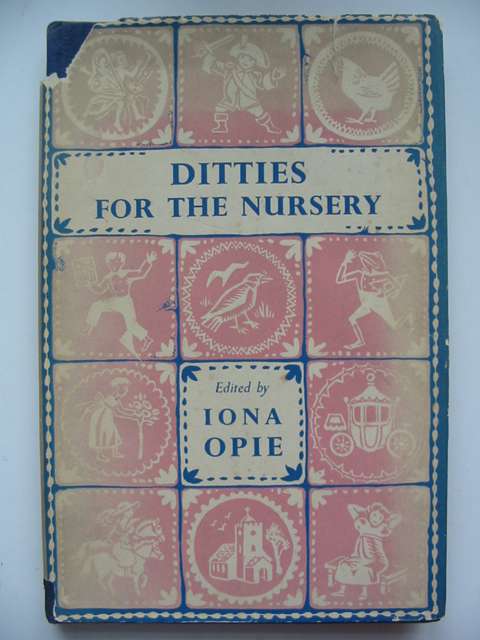 DITTIES
FOR THE NURSERY
Edited by
IONA
OPIE